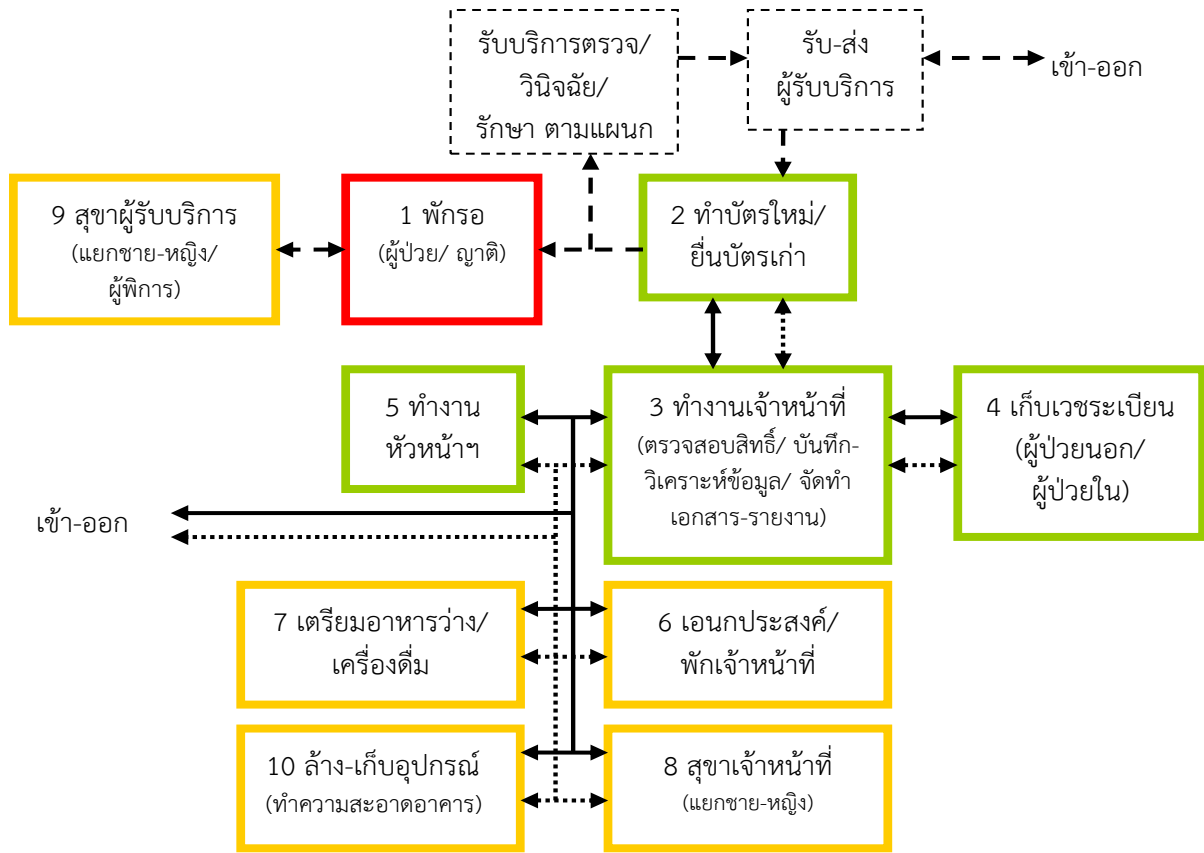 รับบริการตรวจ/
วินิจฉัย/
รักษา ตามแผนก
รับ-ส่ง
ผู้รับบริการ
เข้า-ออก
9 สุขาผู้รับบริการ
(แยกชาย-หญิง/
ผู้พิการ)
1 พักรอ
(ผู้ป่วย/ ญาติ)
2 ทำบัตรใหม่/
ยื่นบัตรเก่า
5 ทำงาน
หัวหน้าฯ
3 ทำงานเจ้าหน้าที่
(ตรวจสอบสิทธิ์/ บันทึก-
วิเคราะห์ข้อมูล/ จัดทำ
เอกสาร-รายงาน)
4 เก็บเวชระเบียน
(ผู้ป่วยนอก/
ผู้ป่วยใน)
เข้า-ออก
7 เตรียมอาหารว่าง/
เครื่องดื่ม
6 เอนกประสงค์/
พักเจ้าหน้าที่
10 ล้าง-เก็บอุปกรณ์
(ทำความสะอาดอาคาร)
8 สุขาเจ้าหน้าที่
(แยกชาย-หญิง)